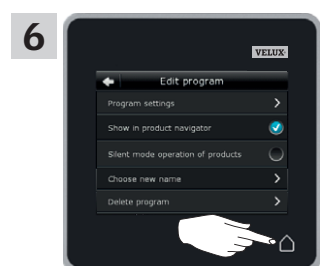 6
VELUX
Edit program
Program settings
Show in product navigator
Silent mode operation of products
Choose new name
Delete program